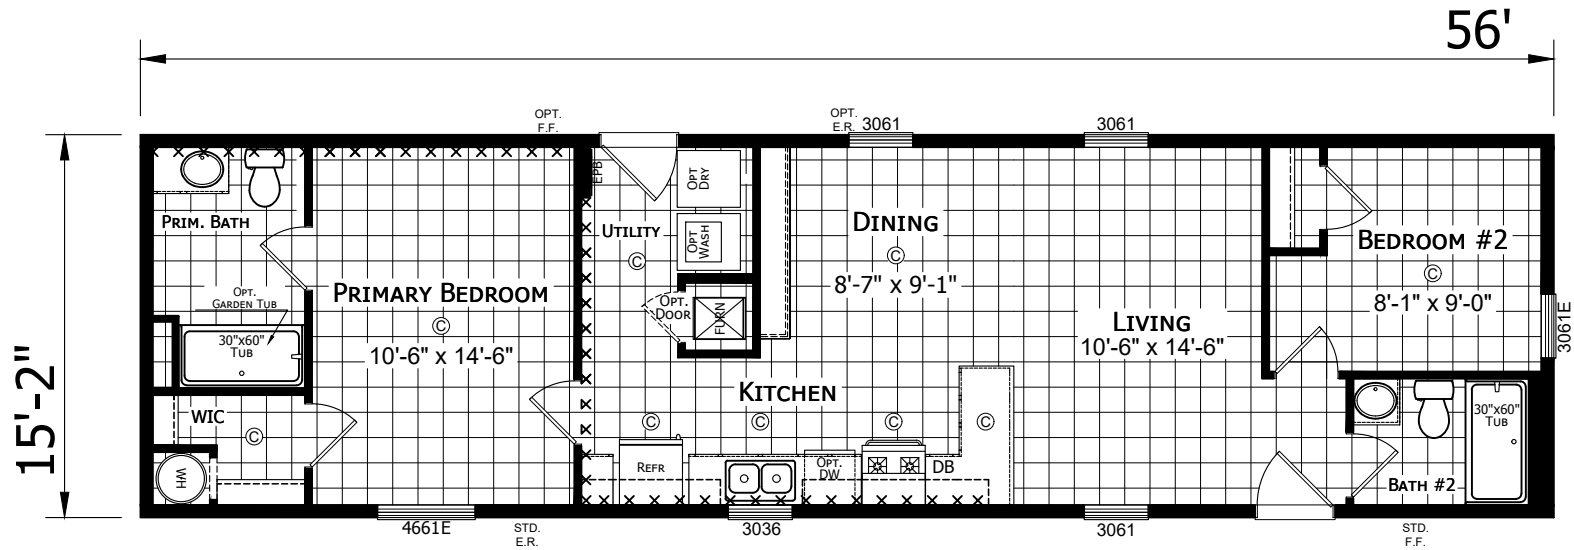 56'
OPT.
F.F.
OPT.
E.R.
3061
3061
15'-2"
PRIM. BATH
OPT.
GARDEN TUB
30"x60"
TUB
WIC
WH
PRIMARY BEDROOM
©
10'-6" x 14'-6"
©
4661E
STD.
E.R.
EPB
OPT
DRY
UTILITY
©
OPT
WASH
OPT.
DOOR
FURN
DINING
©
8'-7" x 9'-1"
KITCHEN
©
©
©
©
REFR
OPT.
DW
DB
3036
LIVING
10'-6" x 14'-6"
3061
BEDROOM #2
©
8'-1" x 9'-0"
3061E
30"x60"
TUB
BATH #2
STD.
F.F.